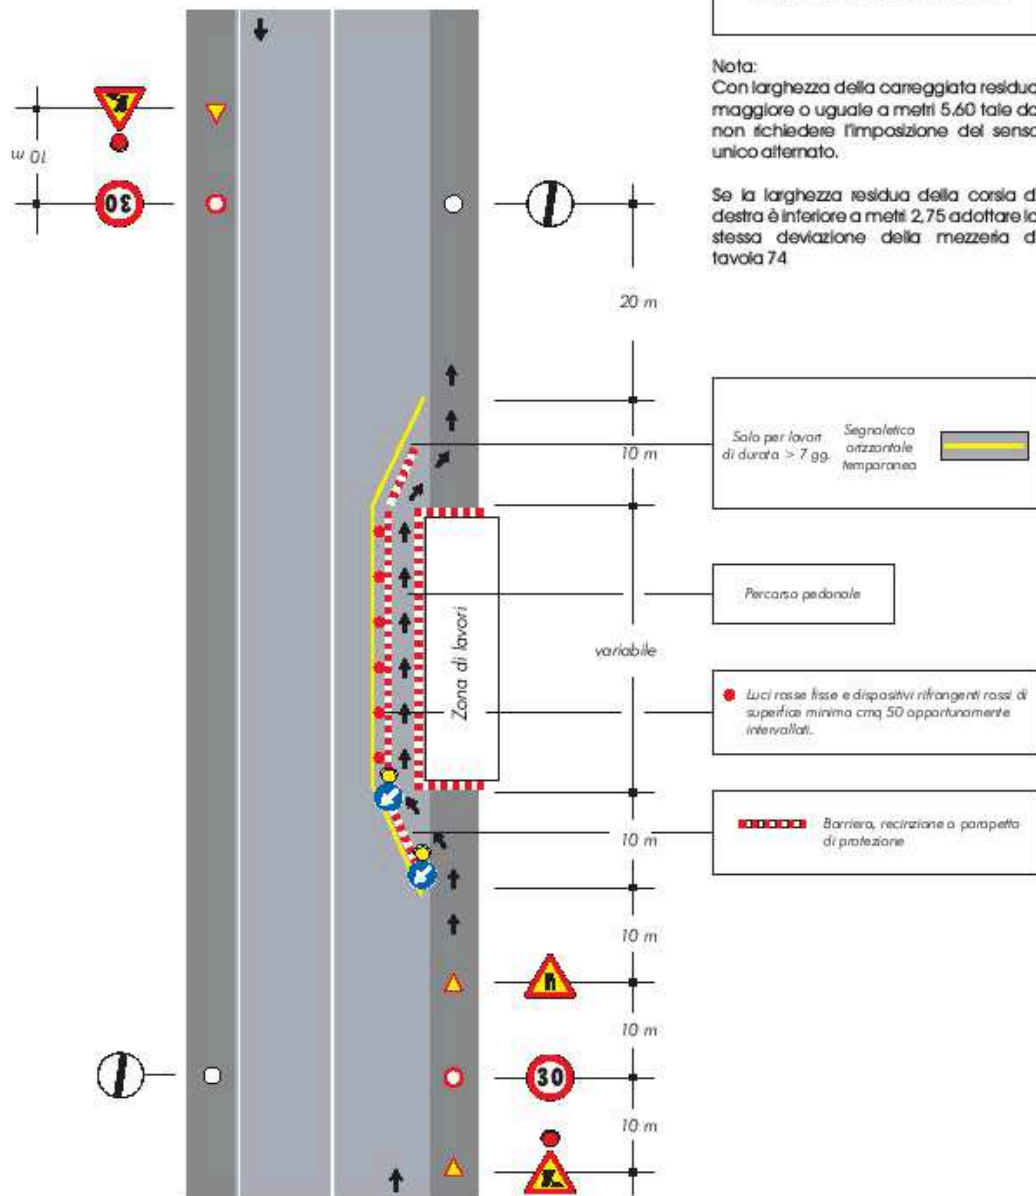 Nota:
Con larghezza della carreggiata residua
maggiore o uguale a metri 5.60 tale da
non richiedere l'imposizione del senso
unico alternato.
Se la larghezza residua della corsia d
destra è inferiore a metri 2,75 adottare la
stessa deviazione della mezzeria d
tavola 74
10 m
30
20 m
10 m
Solo per lavori
di durata > 7 gg.
Segnaletica
orizzontale
temporanea
Percorso pedonale
Zona di lavori
variabile
Luci rosse fisse e dispositivi rifrangenti rossi di
superficie minima cmq 50 opportunamente
intervallati.
Barriera, recinzione o parapetto
di protezione
10 m
10 m
10 m
30
10 m